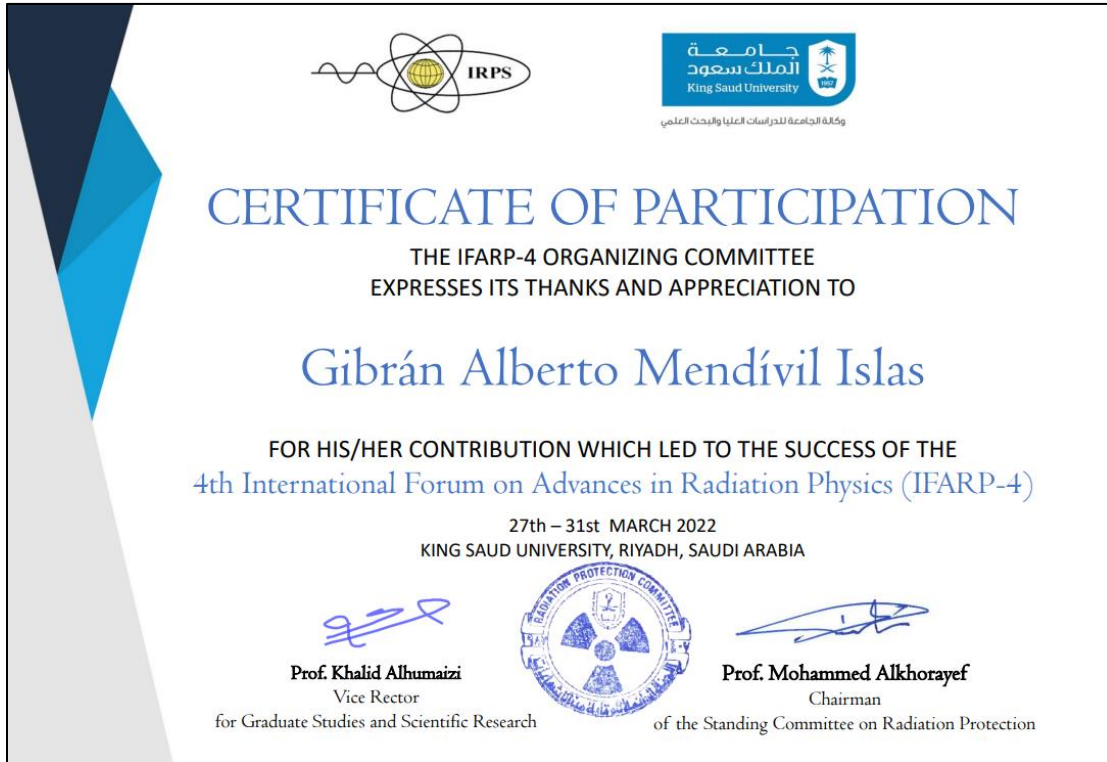 IRPS
جامعة
الملك سعود
King Saud University
1957
وكالة الجامعة للدراسات العليا والبحث العلمي
CERTIFICATE OF PARTICIPATION
THE IFARP-4 ORGANIZING COMMITTEE
EXPRESSES ITS THANKS AND APPRECIATION TO
Gibrán Alberto Mendívil Islas
FOR HIS/HER CONTRIBUTION WHICH LED TO THE SUCCESS OF THE
4th International Forum on Advances in Radiation Physics (IFARP-4)
27th – 31st MARCH 2022
KING SAUD UNIVERSITY, RIYADH, SAUDI ARABIA
RADIATION PROTECTION COMMITTEE
Prof. Khalid Alhumaizi
Vice Rector
for Graduate Studies and Scientific Research
Prof. Mohammed Alkhorayef
Chairman
of the Standing Committee on Radiation Protection